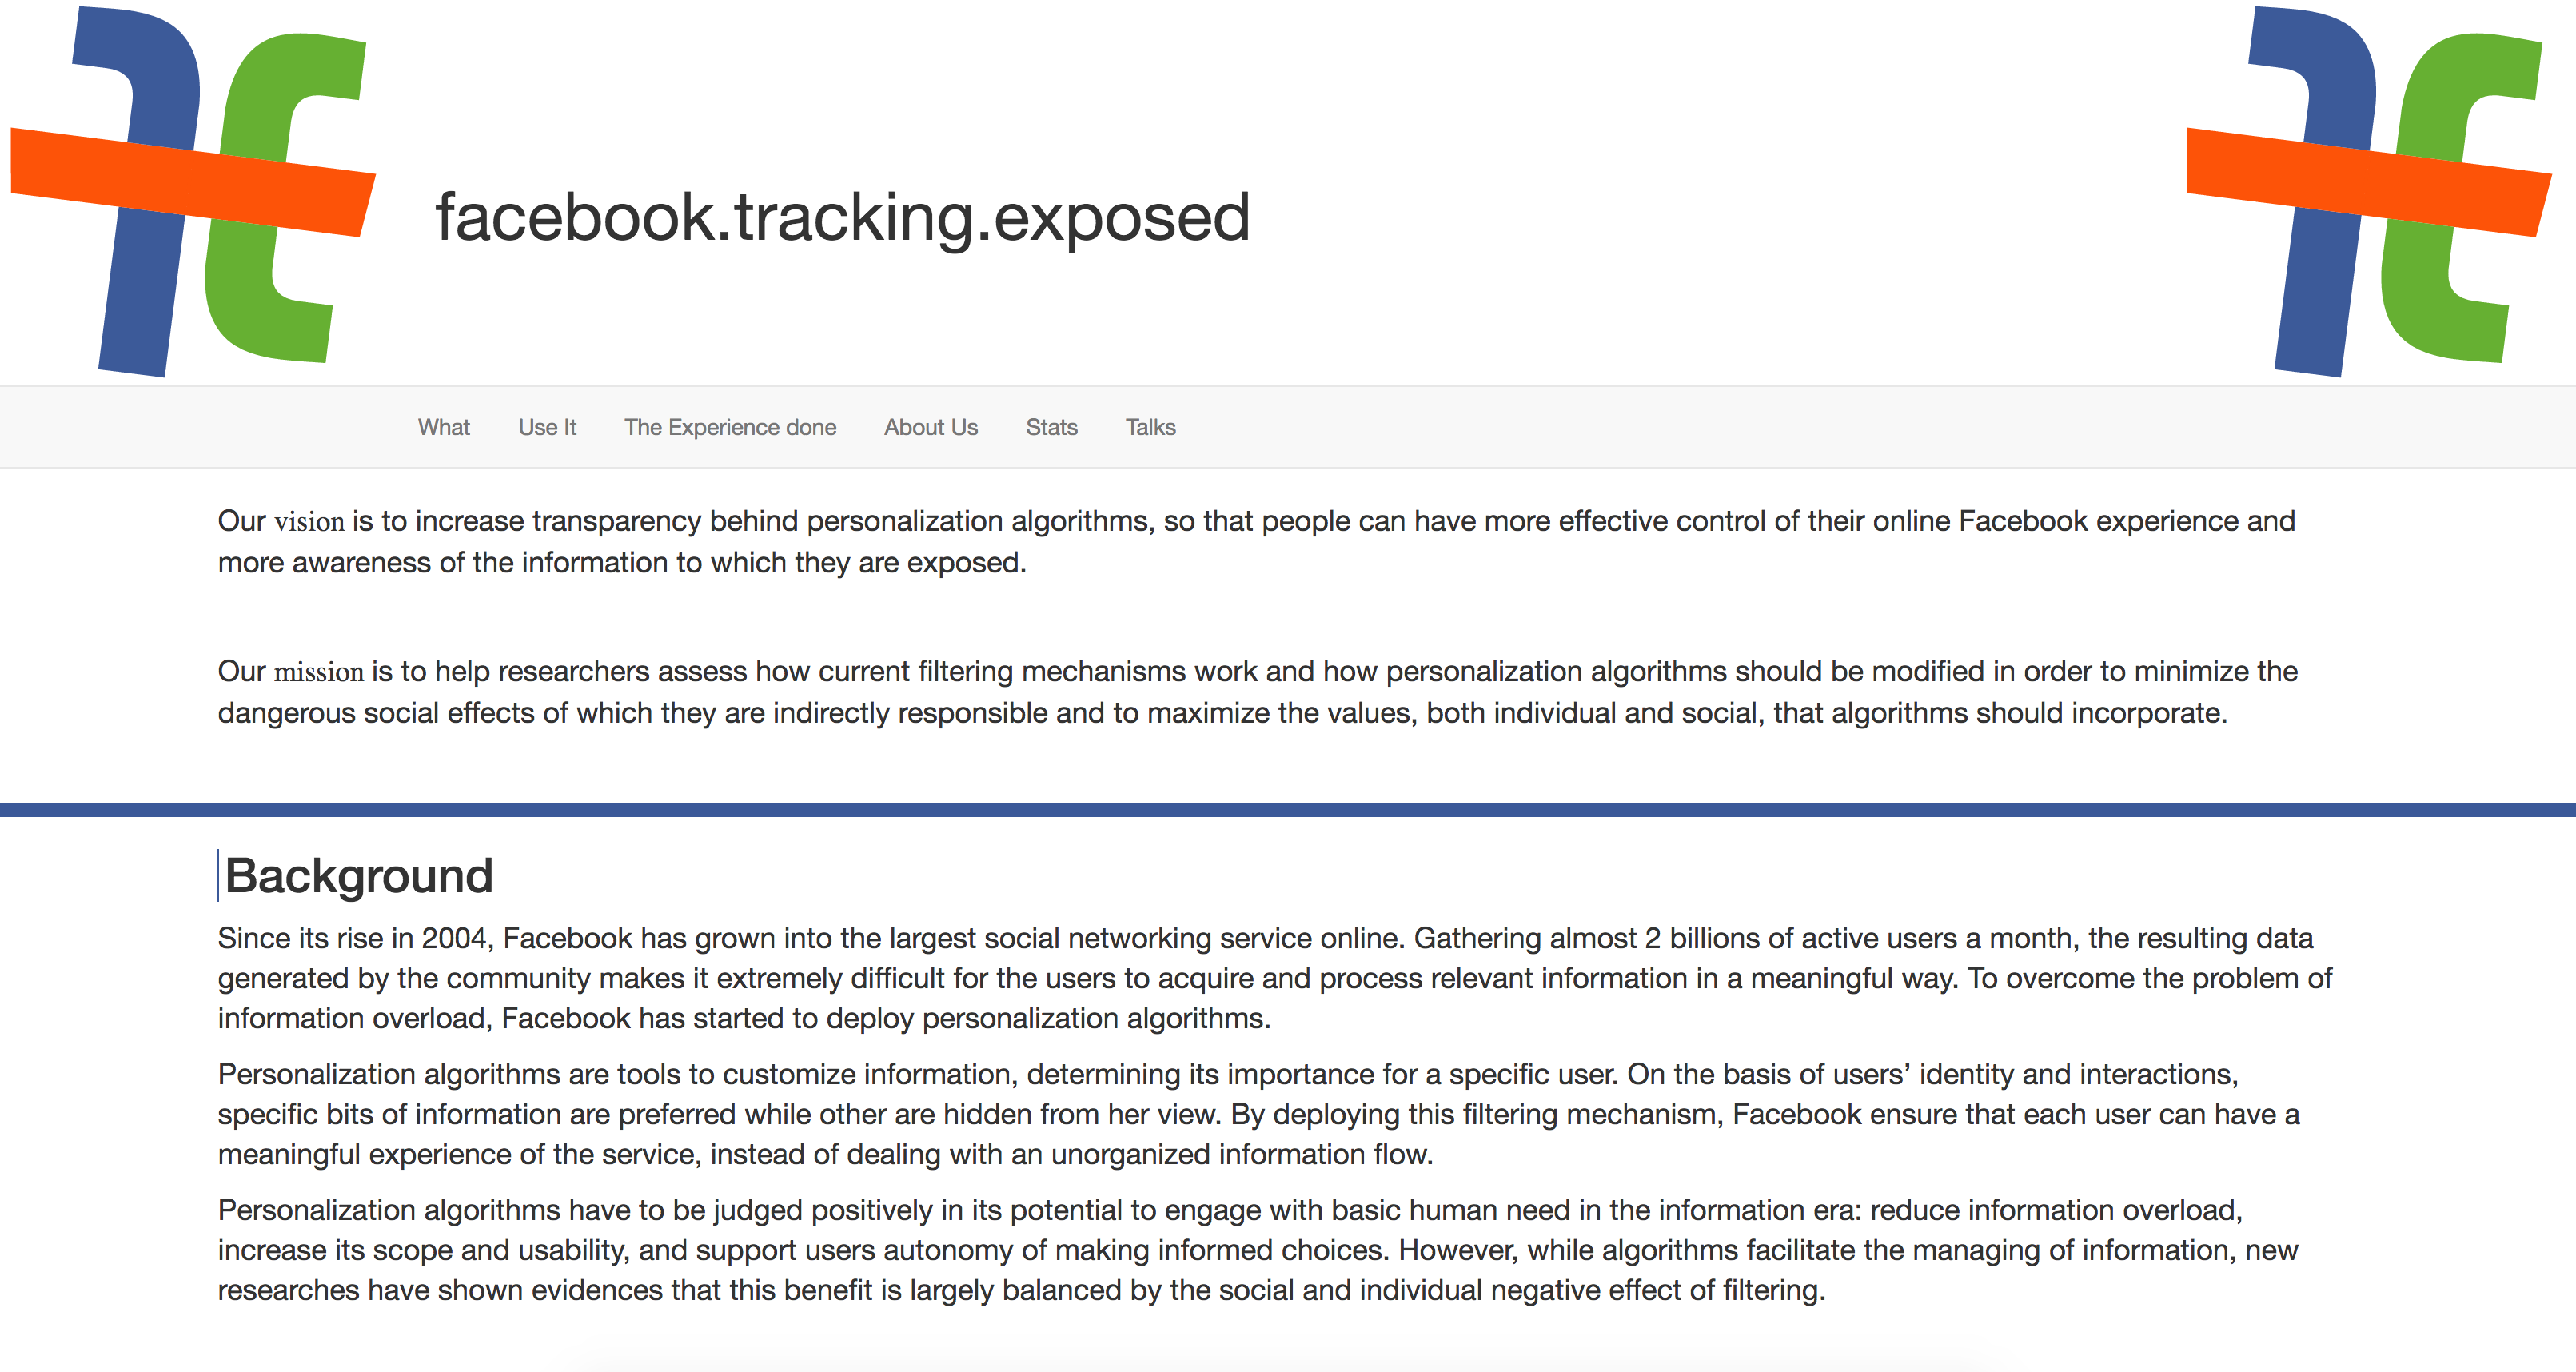 facebook.tracking.exposed
What Use It The Experience done About Us Stats Talks
Our vision is to increase transparency behind personalization algorithms, so that people can have more effective control of their online Facebook experience and
more awareness of the information to which they are exposed.
Our mission is to help researchers assess how current filtering mechanisms work and how personalization algorithms should be modified in order to minimize the
dangerous social effects of which they are indirectly responsible and to maximize the values, both individual and social, that algorithms should incorporate.
Background
Since its rise in 2004, Facebook has grown into the largest social networking service online. Gathering almost 2 billions of active users a month, the resulting data
generated by the community makes it extremely difficult for the users to acquire and process relevant information in a meaningful way. To overcome the problem of
information overload, Facebook has started to deploy personalization algorithms.
Personalization algorithms are tools to customize information, determining its importance for a specific user. On the basis of users’ identity and interactions,
specific bits of information are preferred while other are hidden from her view. By deploying this filtering mechanism, Facebook ensure that each user can have a
meaningful experience of the service, instead of dealing with an unorganized information flow.
Personalization algorithms have to be judged positively in its potential to engage with basic human need in the information era: reduce information overload,
increase its scope and usability, and support users autonomy of making informed choices. However, while algorithms facilitate the managing of information, new
researches have shown evidences that this benefit is largely balanced by the social and individual negative effect of filtering.